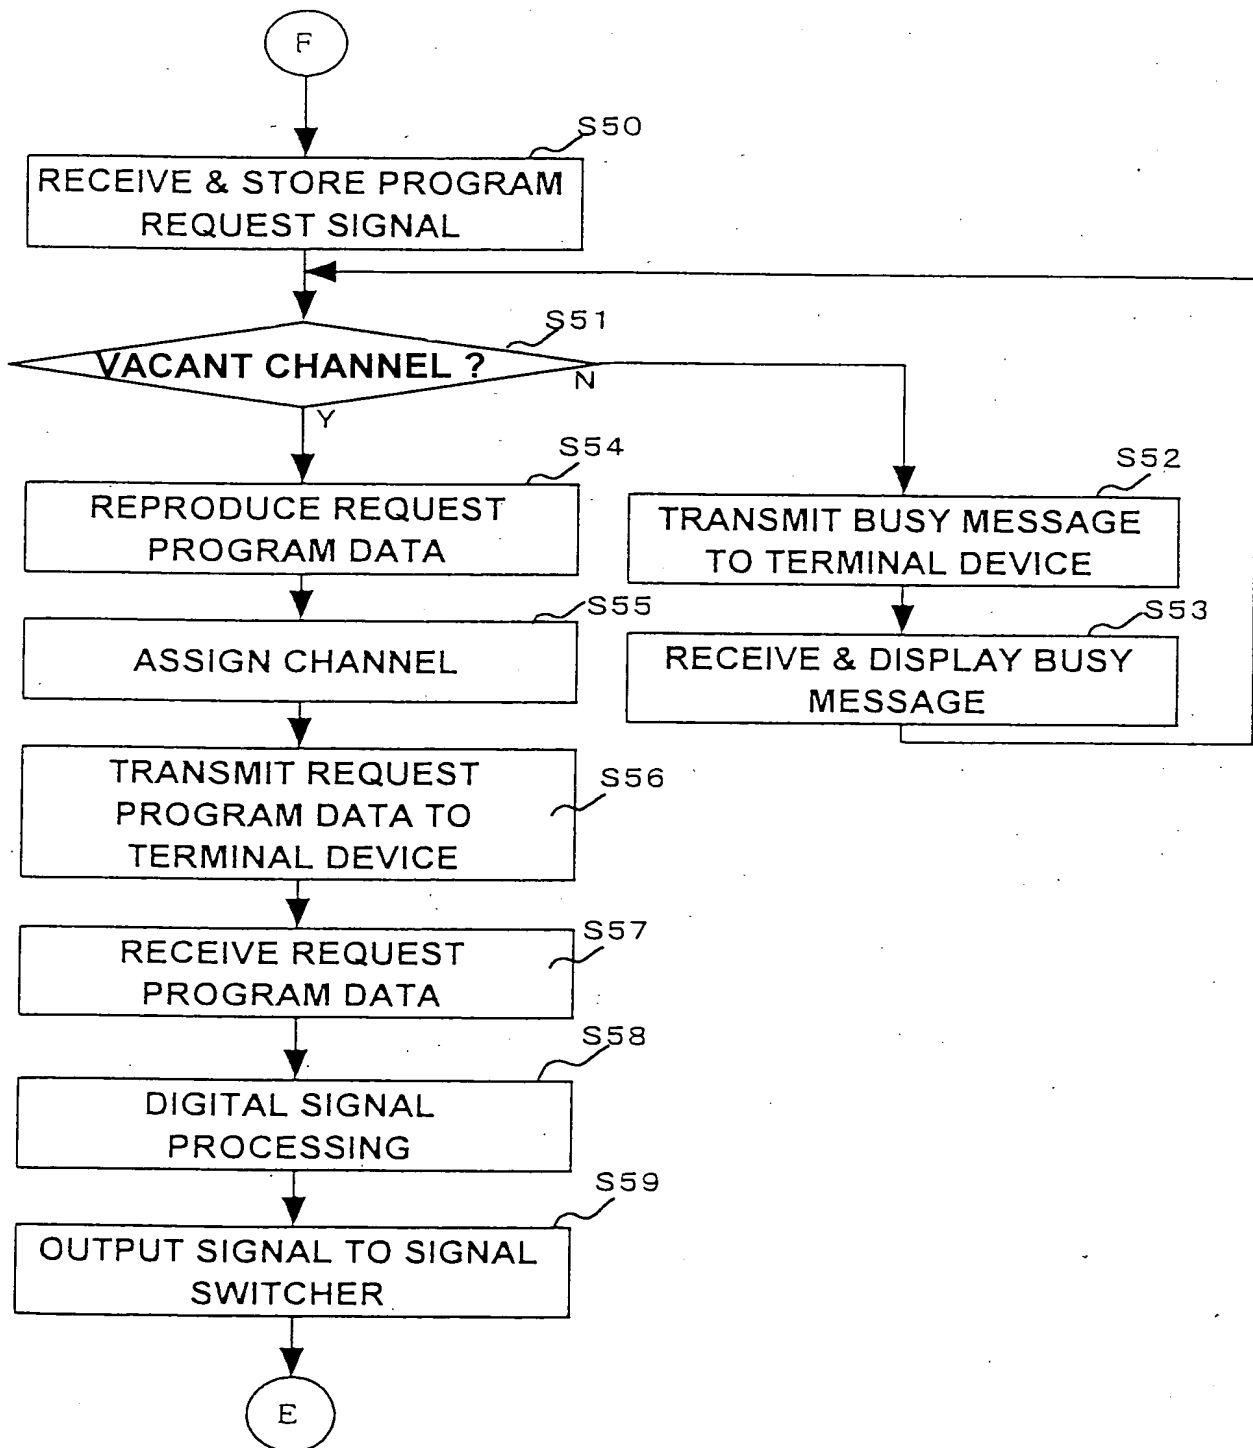 F
S50
RECEIVE & STORE PROGRAM
REQUEST SIGNAL
S51
VACANT CHANNEL ?
N
Y
S54
REPRODUCE REQUEST
PROGRAM DATA
S52
TRANSMIT BUSY MESSAGE
TO TERMINAL DEVICE
S55
ASSIGN CHANNEL
S53
RECEIVE & DISPLAY BUSY
MESSAGE
S56
TRANSMIT REQUEST
PROGRAM DATA TO
TERMINAL DEVICE
S57
RECEIVE REQUEST
PROGRAM DATA
S58
DIGITAL SIGNAL
PROCESSING
S59
OUTPUT SIGNAL TO SIGNAL
SWITCHER
E